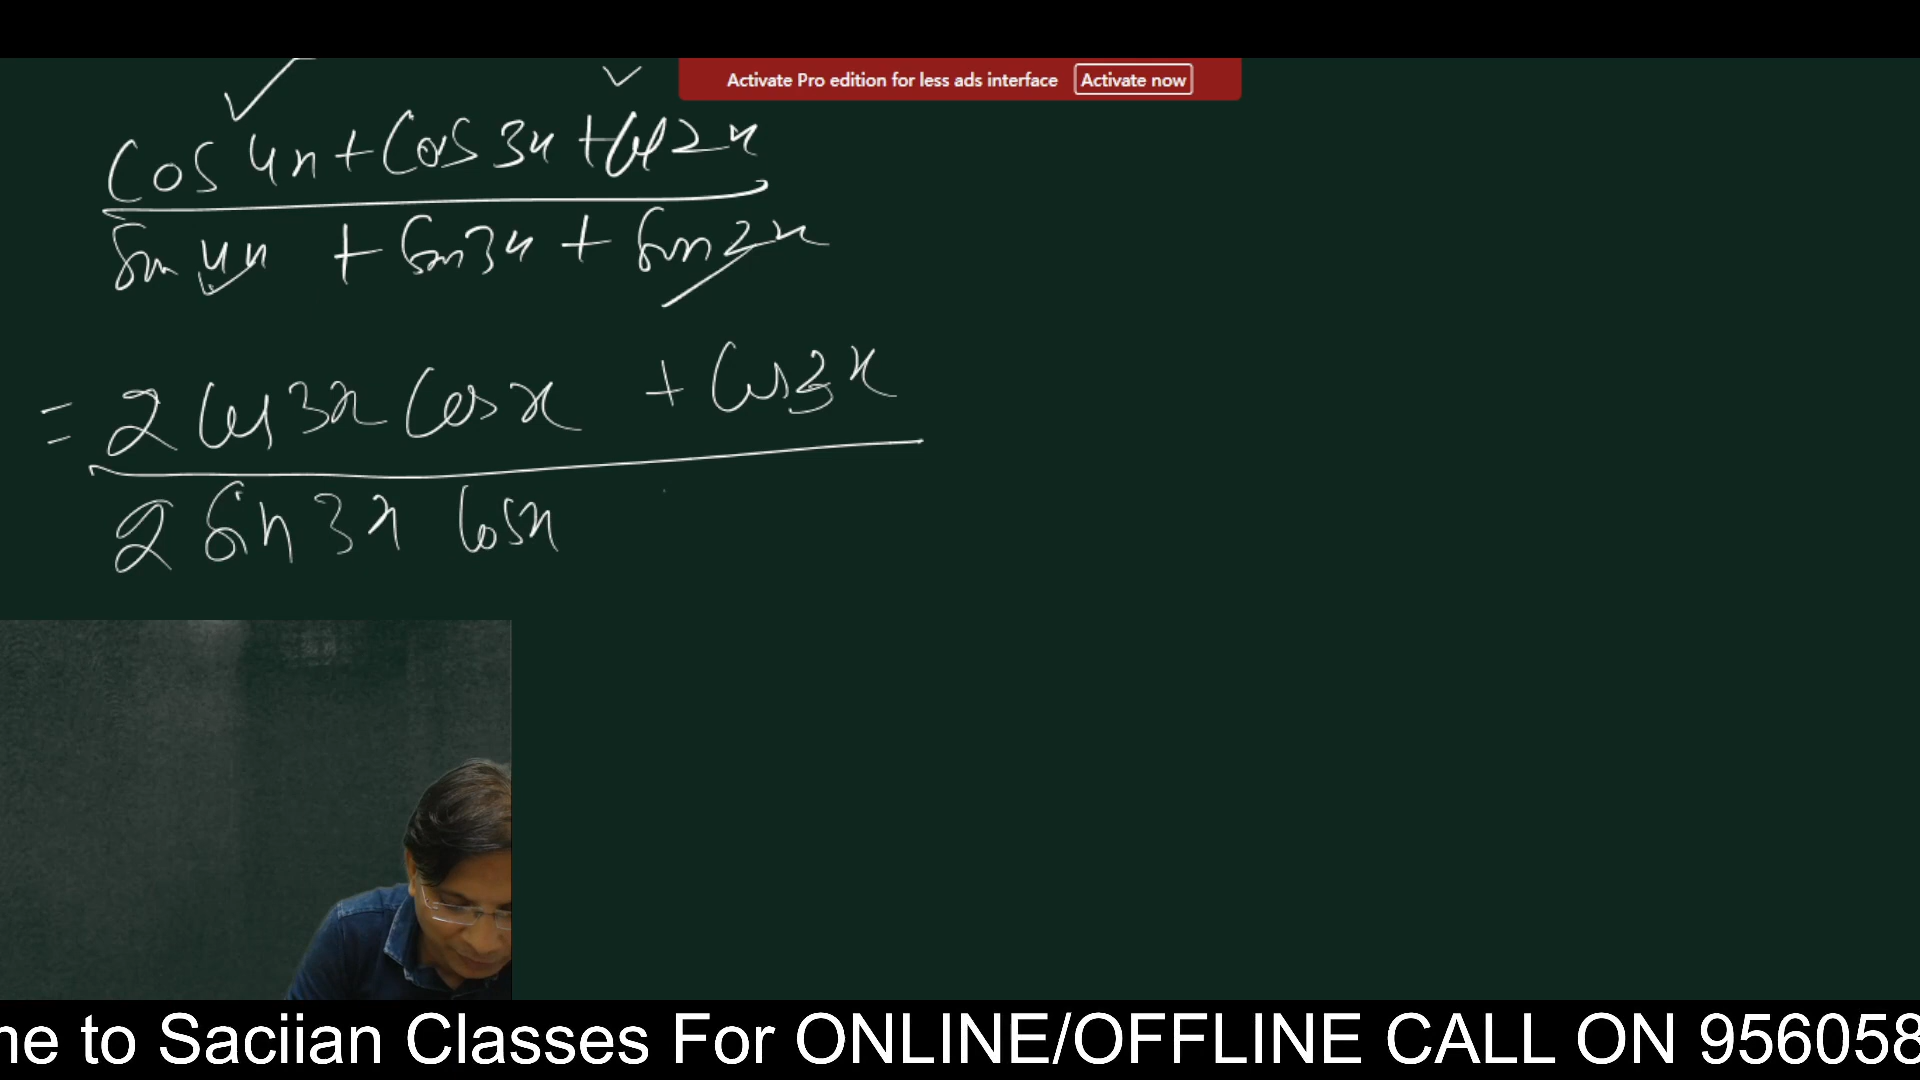 Activate Pro edition for less ads interface Activate now
Cos 4x + Cos 3x + Cos 2x
Sin 4x + Sin 3x + Sin 2x
= 2 Cos 3x Cos x + Cos 3x
2 Sin 3x Cos x
ne to Saciian Classes For ONLINE/OFFLINE CALL ON 956058